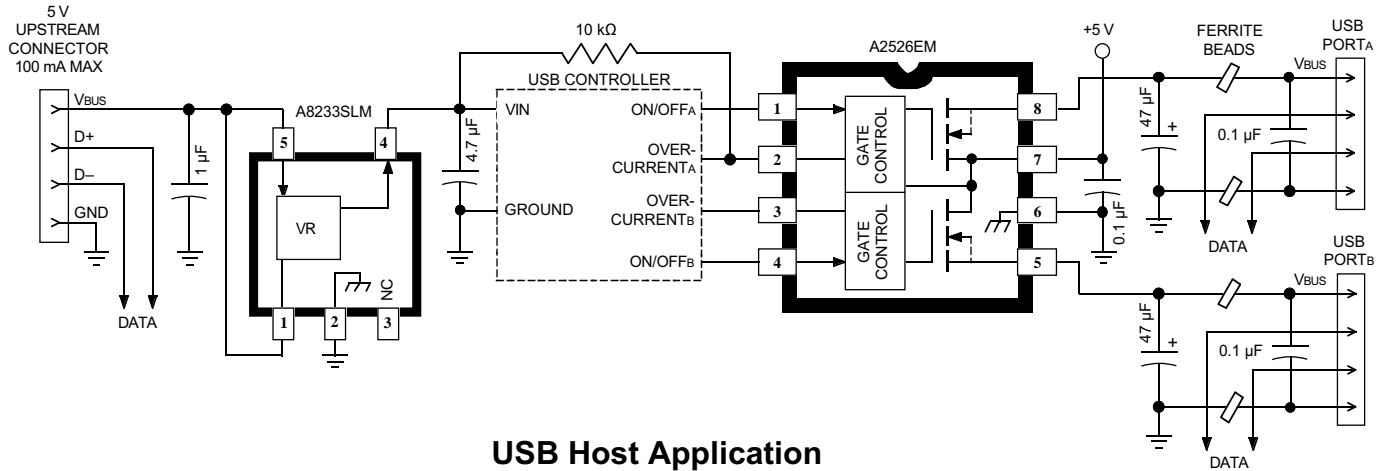 5 V
UPSTREAM
CONNECTOR
100 mA MAX
VBUS
D+
D–
GND
DATA
1 µF
A8233SLM
5
4
VR
NC
1
2
3
10 kΩ
4.7 µF
USB CONTROLLER
VIN
GROUND
ON/OFFA
OVER-
CURRENTA
OVER-
CURRENTB
ON/OFFB
A2526EM
1
2
3
4
GATE
CONTROL
GATE
CONTROL
8
7
6
5
+5 V
0.1 µF
FERRITE
BEADS
USB
PORTA
VBUS
47 µF
+
0.1 µF
DATA
USB
PORTB
VBUS
47 µF
+
0.1 µF
DATA
USB Host Application